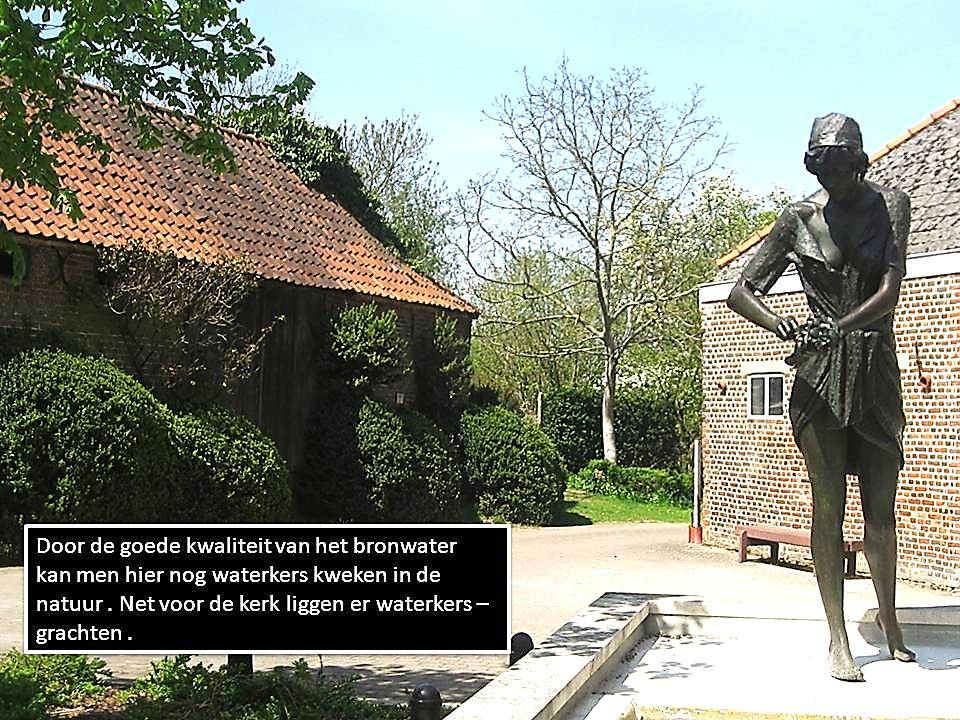 Door de goede kwaliteit van het bronwater
kan men hier nog waterkers kweken in de
natuur . Net voor de kerk liggen er waterkers –
grachten .